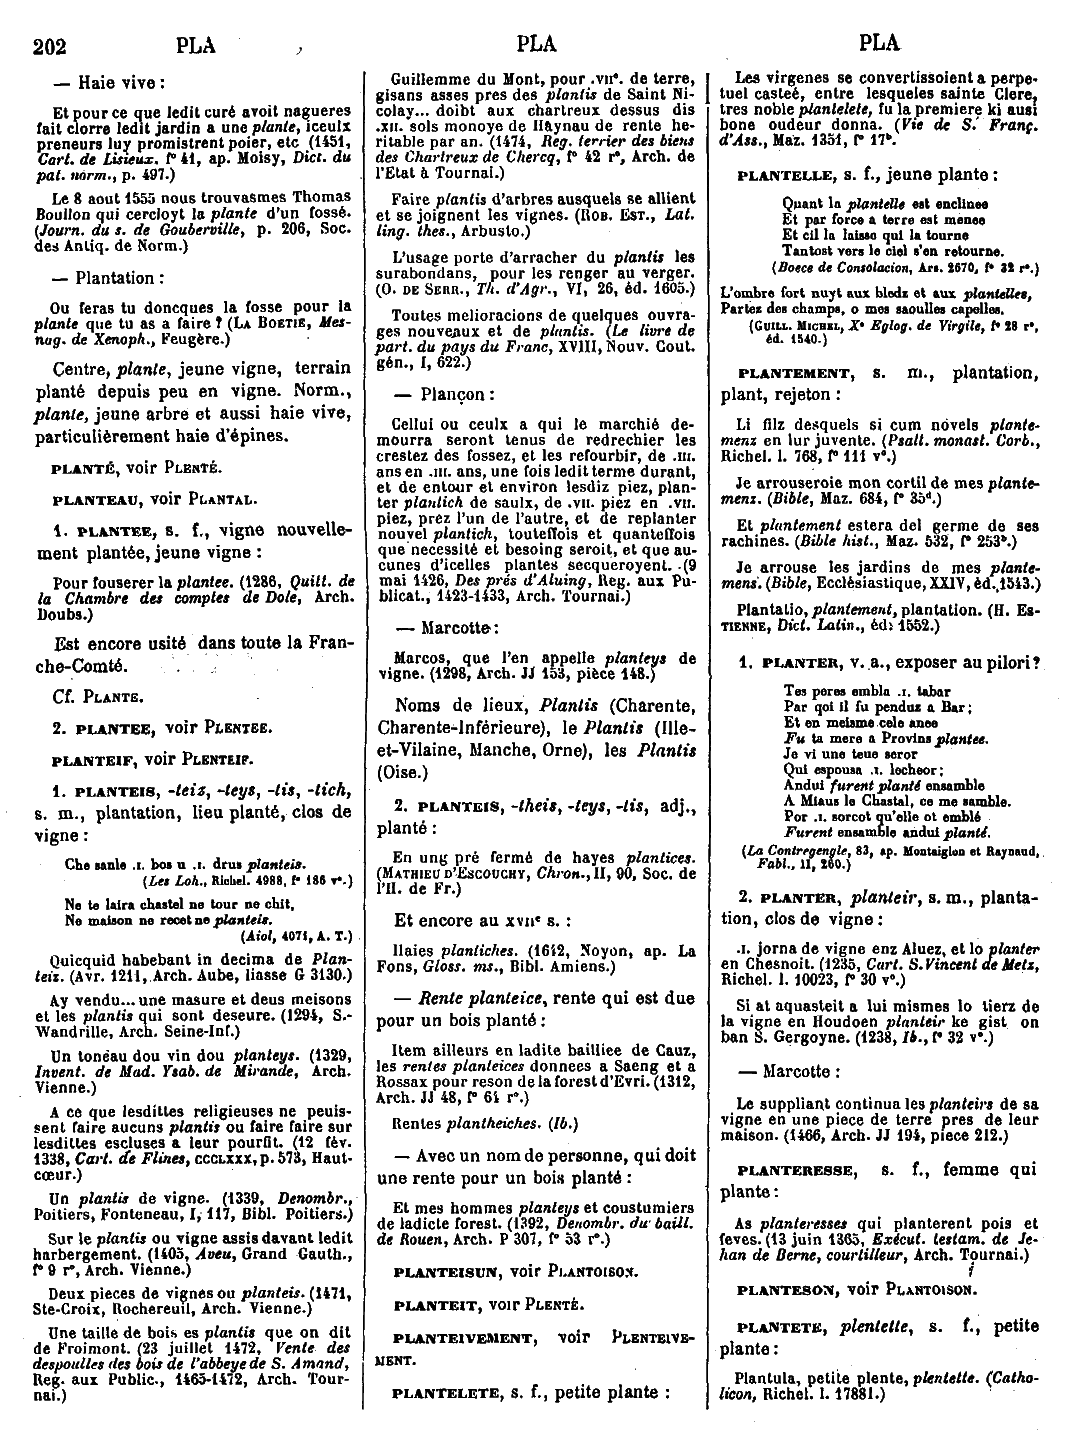 202 PLA PLA PLA
— Haie vive :
Et pour ce que ledit curé avoit nagueres
fait clorre ledit jardin a une plante, iceulx
preneurs luy promistrent poier, etc (1451,
Cart. de Lisieux. f° 41, ap. Moisy, Dict. du
pat. norm., p. 497.)
Le 8 aout 1555 nous trouvasmes Thomas
Boullon qui cercloyt la plante d'un fossé.
(Journ. du s. de Gouberville, p. 206, Soc.
des Antiq. de Norm.)
— Plantation :
Ou feras tu doncques la fosse pour la
plante que tu as a faire ? (LA BOETIE, Mes-
nag. de Xenoph., Feugère.)
Centre, plante, jeune vigne, terrain
planté depuis peu en vigne. Norm.,
plante, jeune arbre et aussi haie vive,
particulièrement haie d'épines.
PLANTÉ, voir PLENTÉ.
PLANTEAU, voir PLANTAL.
1. PLANTEE, s. f., vigne nouvelle-
ment plantée, jeune vigne :
Pour fouserer la plantee. (1286, Quitt. de
la Chambre des comptes de Dole, Arch.
Doubs.)
Est encore usité dans toute la Fran-
che-Comté.
Cf. PLANTE.
2. PLANTEE, voir PLENTEE.
PLANTEIF, voir PLENTEIF.
1. PLANTEIS, -teiz, -teys, -tis, -tich,
s. m., plantation, lieu planté, clos de
vigne :
Che sanle .I. bos u .I. drus planteis.
(Les Loh., Richel. 4988, f° 186 v°.)
Ne te laira chastel ne tour ne chit,
Ne maison ne recet ne planteis.
(Aiol, 4071, A. T.)
Quicquid habebant in decima de Plan-
teiz. (Avr. 1211, Arch. Aube, liasse G 3130.)
Ay vendu... une masure et deus meisons
et les plantis qui sont deseure. (1294, S.-
Wandrille, Arch. Seine-Inf.)
Un tonéau dou vin dou planteys. (1329,
Invent. de Mad. Ysab. de Mirande, Arch.
Vienne.)
A ce que lesdittes religieuses ne peuis-
sent faire aucuns plantis ou faire faire sur
lesdittes escluses a leur pourfit. (12 fév.
1338, Cart. de Flines, CCCLXXX, p. 573, Haut-
cœur.)
Un plantis de vigne. (1339, Denombr.,
Poitiers, Fonteneau, I, 117, Bibl. Poitiers.)
Sur le plantis ou vigne assis davant ledit
harbergement. (1405, Aveu, Grand Gauth.,
f° 9 r°, Arch. Vienne.)
Deux pieces de vignes ou planteis. (1471,
Ste-Croix, Rochereuil, Arch. Vienne.)
Une taille de bois es plantis que on dit
de Froimont. (23 juillet 1472, Vente des
despoulles des bois de l'abbeye de S. Amand,
Reg. aux Public., 1465-1472, Arch. Tour-
nai.)
Guillemme du Mont, pour .VII°. de terre,
gisans asses pres des plantis de Saint Ni-
colay... doibt aux chartreux dessus dis
.XII. sols monoye de Haynau de rente he-
ritable par an. (1474, Reg. terrier des biens
des Chartreux de Chercq, f° 42 r°, Arch. de
l'Etat à Tournai.)
Faire plantis d'arbres ausquels se allient
et se joignent les vignes. (ROB. EST., Lat.
ling. thes., Arbusto.)
L'usage porte d'arracher du plantis les
surabondans, pour les renger au verger.
(O. DE SERR., Th. d'Agr., VI, 26, éd. 1605.)
Toutes melioracions de quelques ouvra-
ges nouveaux et de plantis. (Le livre de
part. du pays du Franc, XVIII, Nouv. Cout.
gén., I, 622.)
— Plançon :
Cellui ou ceulx a qui le marchié de-
mourra seront tenus de redrechier les
crestez des fossez, et les refourbir, de .III.
ans en .III. ans, une fois ledit terme durant,
et de entour et environ lesdiz piez, plan-
ter plantich de saulx, de .VII. piez en .VII.
piez, prez l'un de l'autre, et de replanter
nouvel plantich, touteffois et quanteffois
que necessité et besoing seroit, et que au-
cunes d'icelles plantes secqueroyent. (9
mai 1426, Des prés d'Aluing, Reg. aux Pu-
blicat., 1423-1433, Arch. Tournai.)
— Marcotte :
Marcos, que l'en appelle planteys de
vigne. (1298, Arch. JJ 153, pièce 148.)
Noms de lieux, Plantis (Charente,
Charente-Inférieure), le Plantis (Ille-
et-Vilaine, Manche, Orne), les Plantis
(Oise.)
2. PLANTEIS, -theis, -teys, -tis, adj.,
planté :
En ung pré fermé de hayes plantices.
(MATHIEU D'ESCOUCHY, Chron., II, 90, Soc. de
l'H. de Fr.)
Et encore au XVII° s. :
Haies plantiches. (1612, Noyon, ap. La
Fons, Gloss. ms., Bibl. Amiens.)
— Rente planteice, rente qui est due
pour un bois planté :
Item ailleurs en ladite bailliee de Cauz,
les rentes planteices donnees a Saeng et a
Rossax pour reson de la forest d'Evri. (1312,
Arch. JJ 48, f° 61 r°.)
Rentes plantheiches. (Ib.)
— Avec un nom de personne, qui doit
une rente pour un bois planté :
Et mes hommes planteys et coustumiers
de ladicte forest. (1392, Denombr. du baill.
de Rouen, Arch. P 307, f° 53 r°.)
PLANTEISUN, voir PLANTOISON.
PLANTEIT, voir PLENTÉ.
PLANTEIVEMENT, voir PLENTEIVE-
MENT.
PLANTELETE, s. f., petite plante :
Les virgenes se convertissoient a perpe-
tuel casteé, entre lesqueles sainte Clere,
tres noble plantelete, fu la premiere ki ausi
bone oudeur donna. (Vie de S. Franç.
d'Ass., Maz. 1351, f° 17b.
PLANTELLE, s. f., jeune plante :
Quant la plantelle est enclinee
Et par force a terre est menee
Et cil la laisse qui la tourne
Tantost vers le ciel s'en retourne.
(Boece de Consolacion, Ars. 2670, f° 32 r°.)
L'ombre fort nuyt aux bledz et aux plantelles,
Partez des champs, o mes saoulles capelles.
(GUILL. MICHEL, X° Eglog. de Virgile, f° 28 r°,
éd. 1540.)
PLANTEMENT, s. m., plantation,
plant, rejeton :
Li filz desquels si cum novels plante-
menz en lur juvente. (Psalt. monast. Corb.,
Richel. l. 768, f° 111 v°.)
Je arrouseroie mon cortil de mes plante-
menz. (Bible, Maz. 684, f° 35d.)
Et plantement estera del germe de ses
rachines. (Bible hist., Maz. 532, f° 253b.)
Je arrouse les jardins de mes plante-
mens. (Bible, Ecclésiastique, XXIV, éd. 1543.)
Plantatio, plantement, plantation. (H. ES-
TIENNE, Dict. Latin., éd. 1552.)
1. PLANTER, v. a., exposer au pilori ?
Tes peres embla .I. tabar
Par qoi il fu penduz a Bar ;
Et en meisme cele anee
Fu ta mere a Provins plantee.
Je vi une teue seror
Qui espousa .I. lecheor ;
Andui furent planté ensamble
A Miaus le Chastal, ce me samble.
Por .I. sorcot qu'elle ot emblé
Furent ensamble andui planté.
(La Contregengle, 83, ap. Montaiglon et Raynaud,
Fabl., II, 260.)
2. PLANTER, planteir, s. m., planta-
tion, clos de vigne :
.I. jorna de vigne enz Aluez, et lo planter
en Chesnoit. (1235, Cart. S. Vincent de Metz,
Richel. l. 10023, f° 30 v°.)
Si at aquasteit a lui mismes lo tierz de
la vigne en Houdoen planteir ke gist on
ban S. Gergoyne. (1238, Ib., f° 32 v°.)
— Marcotte :
Le suppliant continua les planteirs de sa
vigne en une piece de terre pres de leur
maison. (1466, Arch. JJ 194, piece 212.)
PLANTERESSE, s. f., femme qui
plante :
As planteresses qui planterent pois et
feves. (13 juin 1365, Exécut. testam. de Je-
han de Berne, courtilleur, Arch. Tournai.)
PLANTESON, voir PLANTOISON.
PLANTETE, plentette, s. f., petite
plante :
Plantula, petite plente, plentette. (Catho-
licon, Richel. l. 17881.)